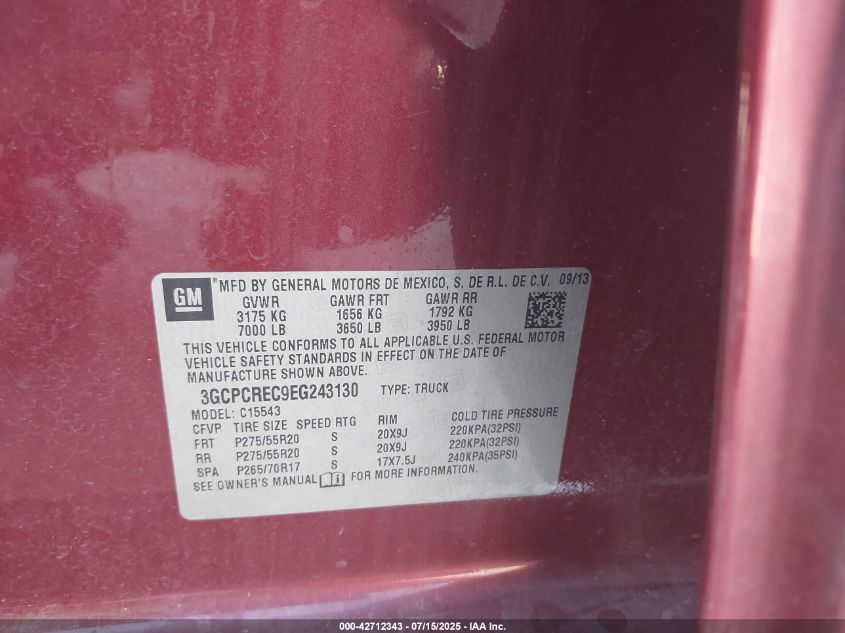 GM
® MFD BY GENERAL MOTORS DE MEXICO, S. DE R.L. DE C.V. 09/13
GVWR GAWR FRT GAWR RR
3175 KG 1656 KG 1792 KG
7000 LB 3650 LB 3950 LB
THIS VEHICLE CONFORMS TO ALL APPLICABLE U.S. FEDERAL MOTOR
VEHICLE SAFETY STANDARDS IN EFFECT ON THE DATE OF
MANUFACTURE SHOWN ABOVE.
3GCPCREC9EG243130 TYPE: TRUCK
MODEL: C15543
CFVP TIRE SIZE SPEED RTG RIM COLD TIRE PRESSURE
FRT P275/55R20 S 20X9J 220KPA(32PSI)
RR P275/55R20 S 20X9J 220KPA(32PSI)
SPA P265/70R17 S 17X7.5J 240KPA(35PSI)
SEE OWNER'S MANUAL i FOR MORE INFORMATION.
000-42712343 - 07/15/2025 - IAA Inc.